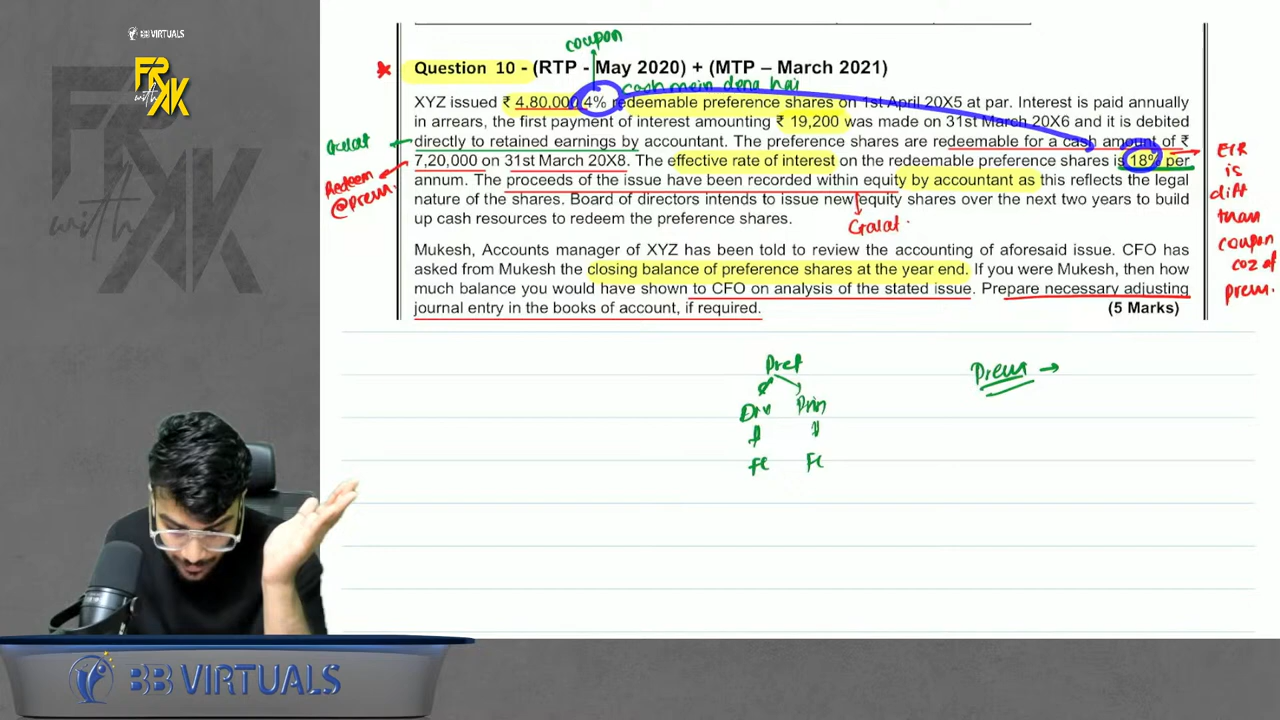 BB VIRTUALS
FR
with
AK
FR
with
AK
coupon
Question 10 - (RTP - May 2020) + (MTP – March 2021)
cash mein dena hai
XYZ issued ₹ 4,80,000 4% redeemable preference shares on 1st April 20X5 at par. Interest is paid annually
in arrears, the first payment of interest amounting ₹ 19,200 was made on 31st March 20X6 and it is debited
Galat
directly to retained earnings by accountant. The preference shares are redeemable for a cash amount of ₹
7,20,000 on 31st March 20X8. The effective rate of interest on the redeemable preference shares is 18% per
annum. The proceeds of the issue have been recorded within equity by accountant as this reflects the legal
nature of the shares. Board of directors intends to issue new equity shares over the next two years to build
up cash resources to redeem the preference shares.
Redeem
@prem.
Galat.
EIR
is
diff
than
coupon
coz of
prem.
Mukesh, Accounts manager of XYZ has been told to review the accounting of aforesaid issue. CFO has
asked from Mukesh the closing balance of preference shares at the year end. If you were Mukesh, then how
much balance you would have shown to CFO on analysis of the stated issue. Prepare necessary adjusting
journal entry in the books of account, if required.
(5 Marks)
Pref
Div Prin
FL FL
Prem →
BB VIRTUALS